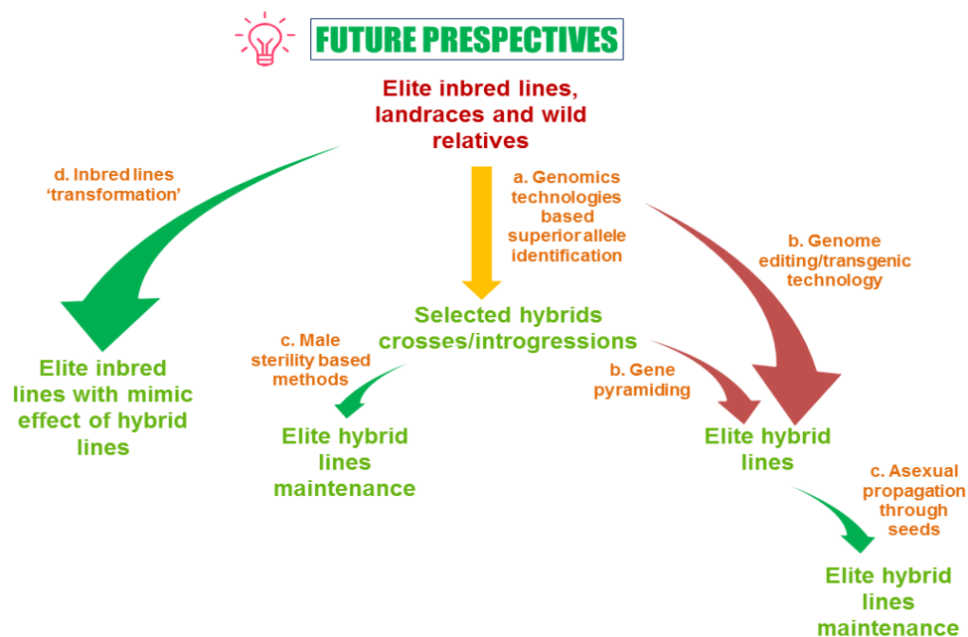 FUTURE PRESPECTIVES
Elite inbred lines,
landraces and wild
relatives
d. Inbred lines
‘transformation’
a. Genomics
technologies
based
superior allele
identification
b. Genome
editing/transgenic
technology
Selected hybrids
crosses/introgressions
c. Male
sterility based
methods
b. Gene
pyramiding
Elite inbred
lines with mimic
effect of hybrid
lines
Elite hybrid
lines
maintenance
Elite hybrid
lines
c. Asexual
propagation
through
seeds
Elite hybrid
lines
maintenance